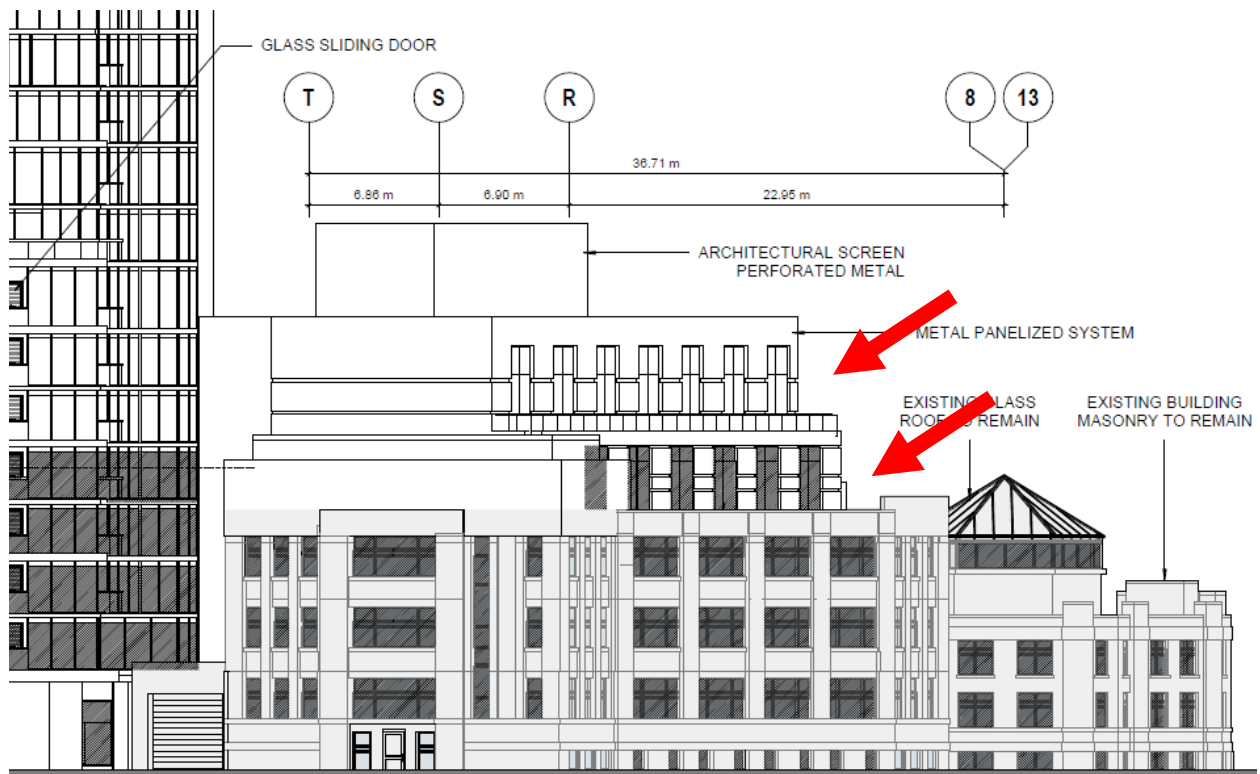 GLASS SLIDING DOOR
T S R 8 13
36.71 m
6.86 m 6.90 m 22.95 m
ARCHITECTURAL SCREEN
PERFORATED METAL
METAL PANELIZED SYSTEM
EXISTING
ROOF TO REMAIN
EXISTING BUILDING
MASONRY TO REMAIN